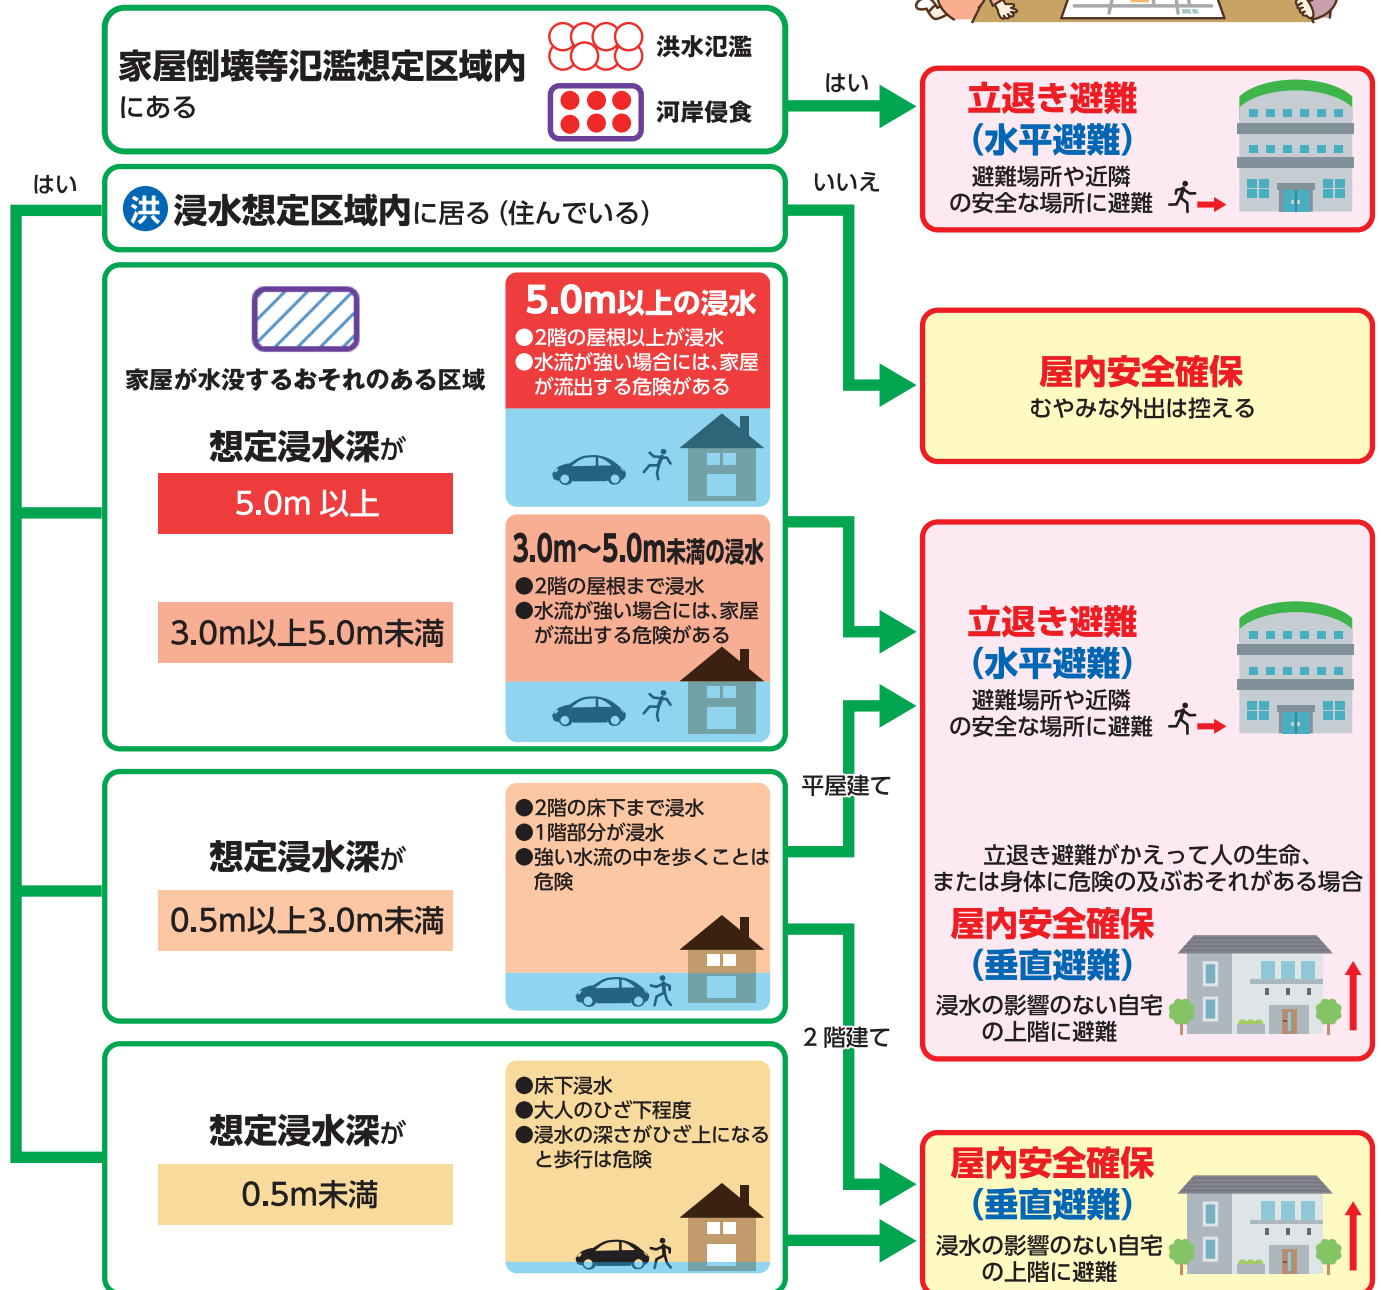 家屋倒壊等氾濫想定区域内
にある
洪水氾濫
河岸侵食
はい
立退き避難
(水平避難)
避難場所や近隣
の安全な場所に避難
はい
洪 浸水想定区域内に居る(住んでいる)
いいえ
屋内安全確保
むやみな外出は控える
家屋が水没するおそれのある区域
想定浸水深が
5.0m 以上
3.0m以上5.0m未満
5.0m以上の浸水
●2階の屋根以上が浸水
●水流が強い場合には、家屋
が流出する危険がある
3.0m～5.0m未満の浸水
●2階の屋根まで浸水
●水流が強い場合には、家屋
が流出する危険がある
立退き避難
(水平避難)
避難場所や近隣
の安全な場所に避難
平屋建て
想定浸水深が
0.5m以上3.0m未満
●2階の床下まで浸水
●1階部分が浸水
●強い水流の中を歩くことは
危険
立退き避難がかえって人の生命、
または身体に危険の及ぶおそれがある場合
屋内安全確保
(垂直避難)
浸水の影響のない自宅
の上階に避難
2階建て
想定浸水深が
0.5m未満
●床下浸水
●大人のひざ下程度
●浸水の深さがひざ上になる
と歩行は危険
屋内安全確保
(垂直避難)
浸水の影響のない自宅
の上階に避難